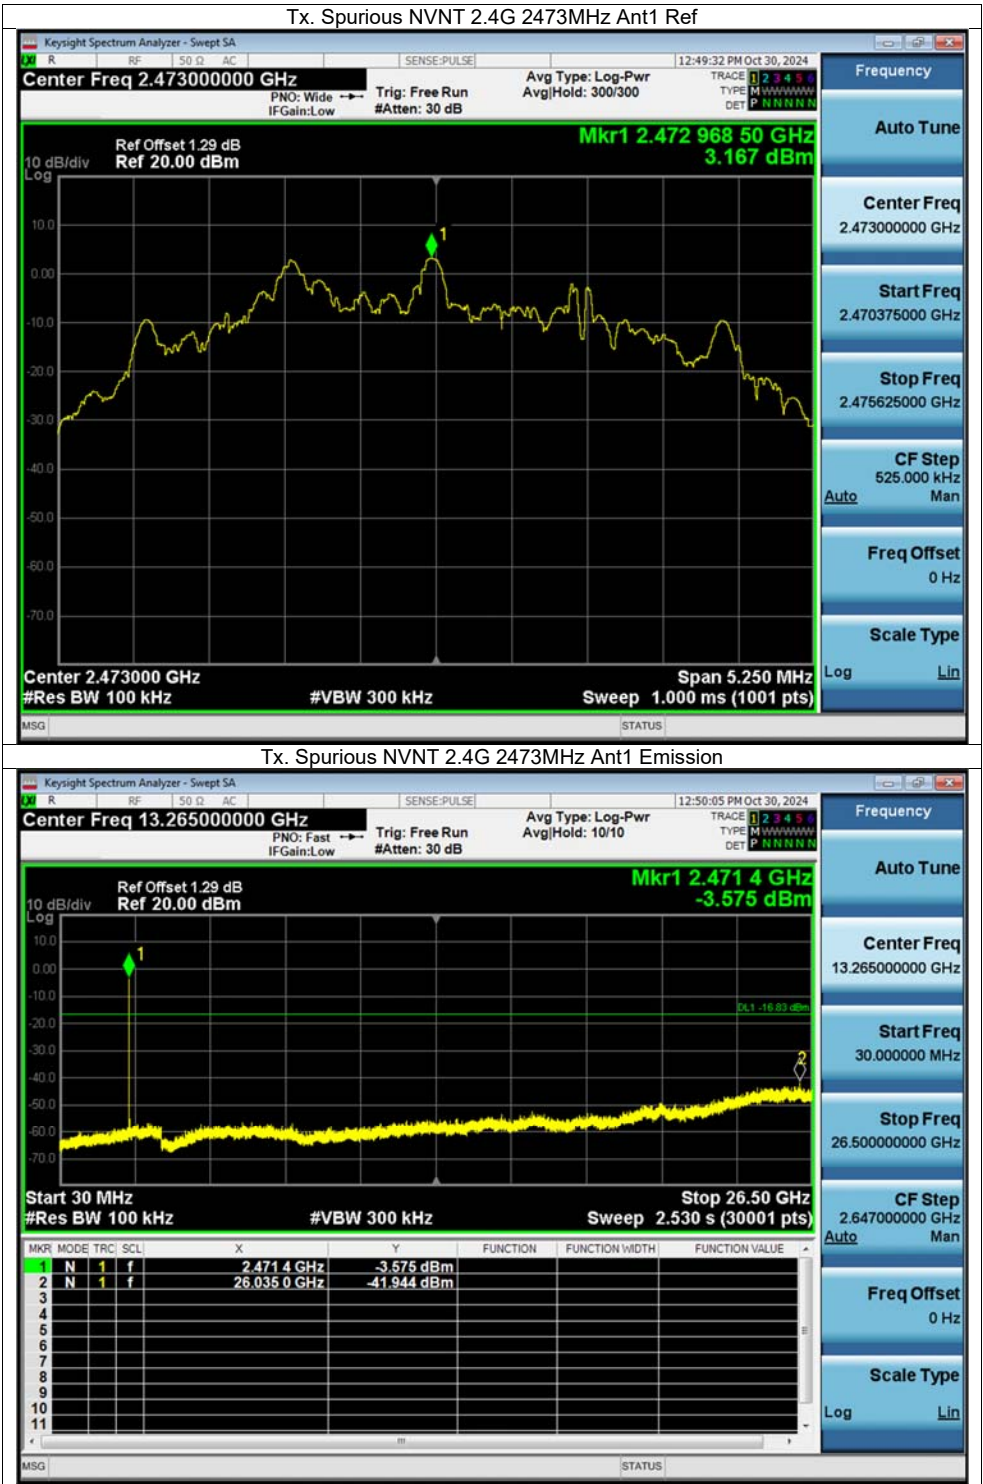 Tx. Spurious NVNT 2.4G 2473MHz Ant1 Ref
Keysight Spectrum Analyzer - Swept SA
LXI R RF 50 Ω AC SENSE:PULSE 12:49:32 PM Oct 30, 2024
Center Freq 2.473000000 GHz
PNO: Wide
IFGain:Low
Trig: Free Run
#Atten: 30 dB
Avg Type: Log-Pwr
Avg|Hold: 300/300
TRACE 1 2 3 4 5 6
TYPE M WWWWW
DET P N N N N N
Mkr1 2.472 968 50 GHz
3.167 dBm
Ref Offset 1.29 dB
10 dB/div Ref 20.00 dBm
Log
10.0
0.00
-10.0
-20.0
-30.0
-40.0
-50.0
-60.0
-70.0
1
Center 2.473000 GHz Span 5.250 MHz
#Res BW 100 kHz #VBW 300 kHz Sweep 1.000 ms (1001 pts)
MSG STATUS
Frequency
Auto Tune
Center Freq
2.473000000 GHz
Start Freq
2.470375000 GHz
Stop Freq
2.475625000 GHz
CF Step
525.000 kHz
Auto Man
Freq Offset
0 Hz
Scale Type
Log Lin
Tx. Spurious NVNT 2.4G 2473MHz Ant1 Emission
Keysight Spectrum Analyzer - Swept SA
LXI R RF 50 Ω AC SENSE:PULSE 12:50:05 PM Oct 30, 2024
Center Freq 13.265000000 GHz
PNO: Fast
IFGain:Low
Trig: Free Run
#Atten: 30 dB
Avg Type: Log-Pwr
Avg|Hold: 10/10
TRACE 1 2 3 4 5 6
TYPE M WWWWW
DET P N N N N N
Mkr1 2.471 4 GHz
-3.575 dBm
Ref Offset 1.29 dB
10 dB/div Ref 20.00 dBm
Log
10.0
0.00
-10.0
-20.0
-30.0
-40.0
-50.0
-60.0
-70.0
1
DL1 -16.83 dBm
2
Start 30 MHz Stop 26.50 GHz
#Res BW 100 kHz #VBW 300 kHz Sweep 2.530 s (30001 pts)
MKR MODE TRC SCL X Y FUNCTION FUNCTION WIDTH FUNCTION VALUE
1 N 1 f 2.471 4 GHz -3.575 dBm
2 N 1 f 26.035 0 GHz -41.944 dBm
3
4
5
6
7
8
9
10
11
MSG STATUS
Frequency
Auto Tune
Center Freq
13.265000000 GHz
Start Freq
30.000000 MHz
Stop Freq
26.500000000 GHz
CF Step
2.647000000 GHz
Auto Man
Freq Offset
0 Hz
Scale Type
Log Lin